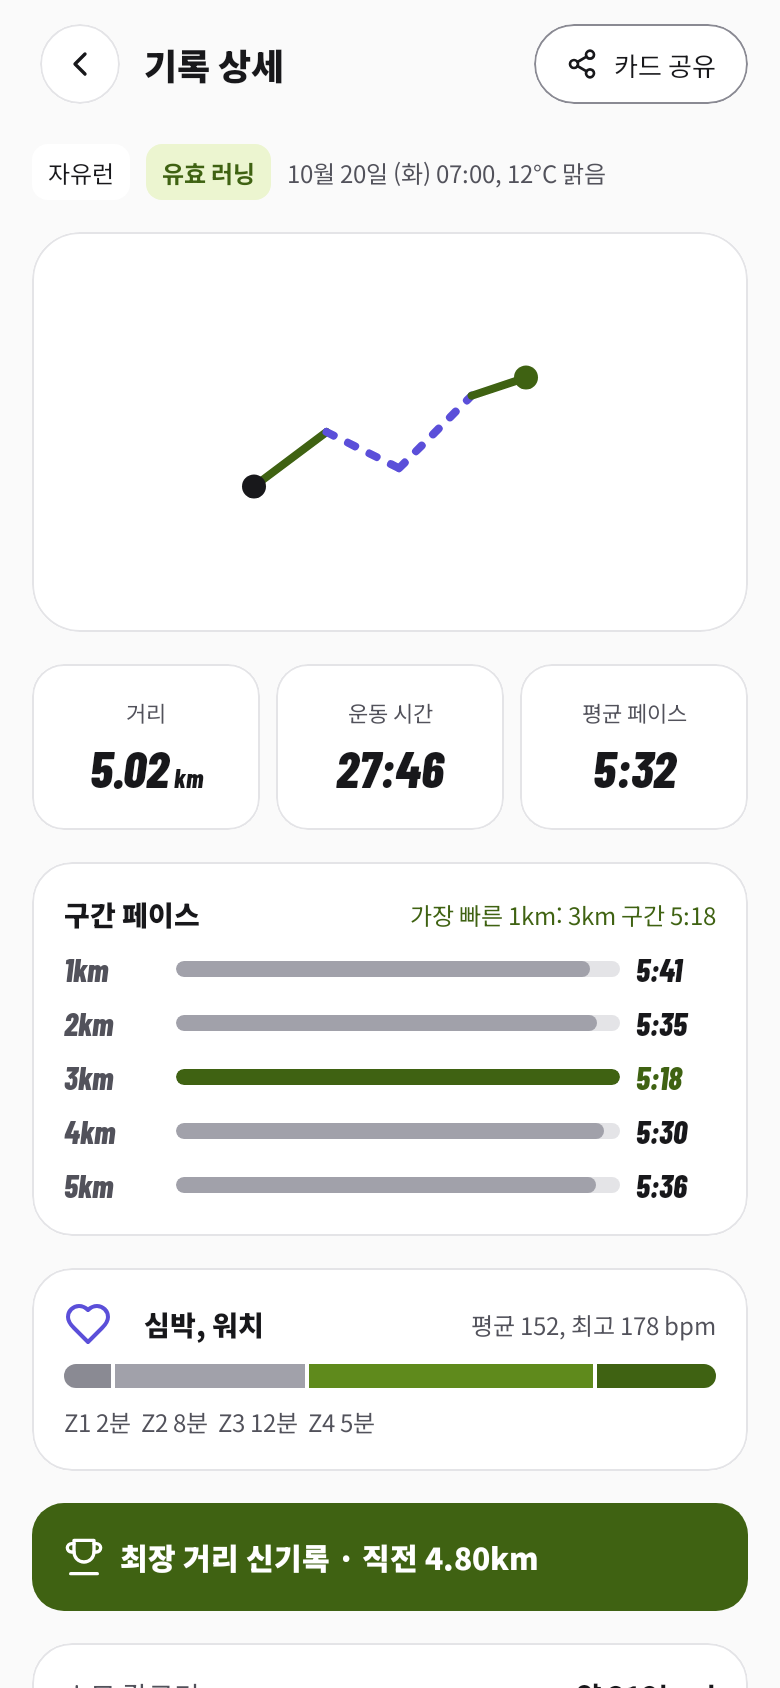 기록 상세
카드 공유
자유런
유효 러닝
10월 20일 (화) 07:00, 12°C 맑음
거리
5.02 km
운동 시간
27:46
평균 페이스
5:32
구간 페이스
가장 빠른 1km: 3km 구간 5:18
1km 5:41
2km 5:35
3km 5:18
4km 5:30
5km 5:36
심박, 워치
평균 152, 최고 178 bpm
Z1 2분 Z2 8분 Z3 12분 Z4 5분
최장 거리 신기록 · 직전 4.80km